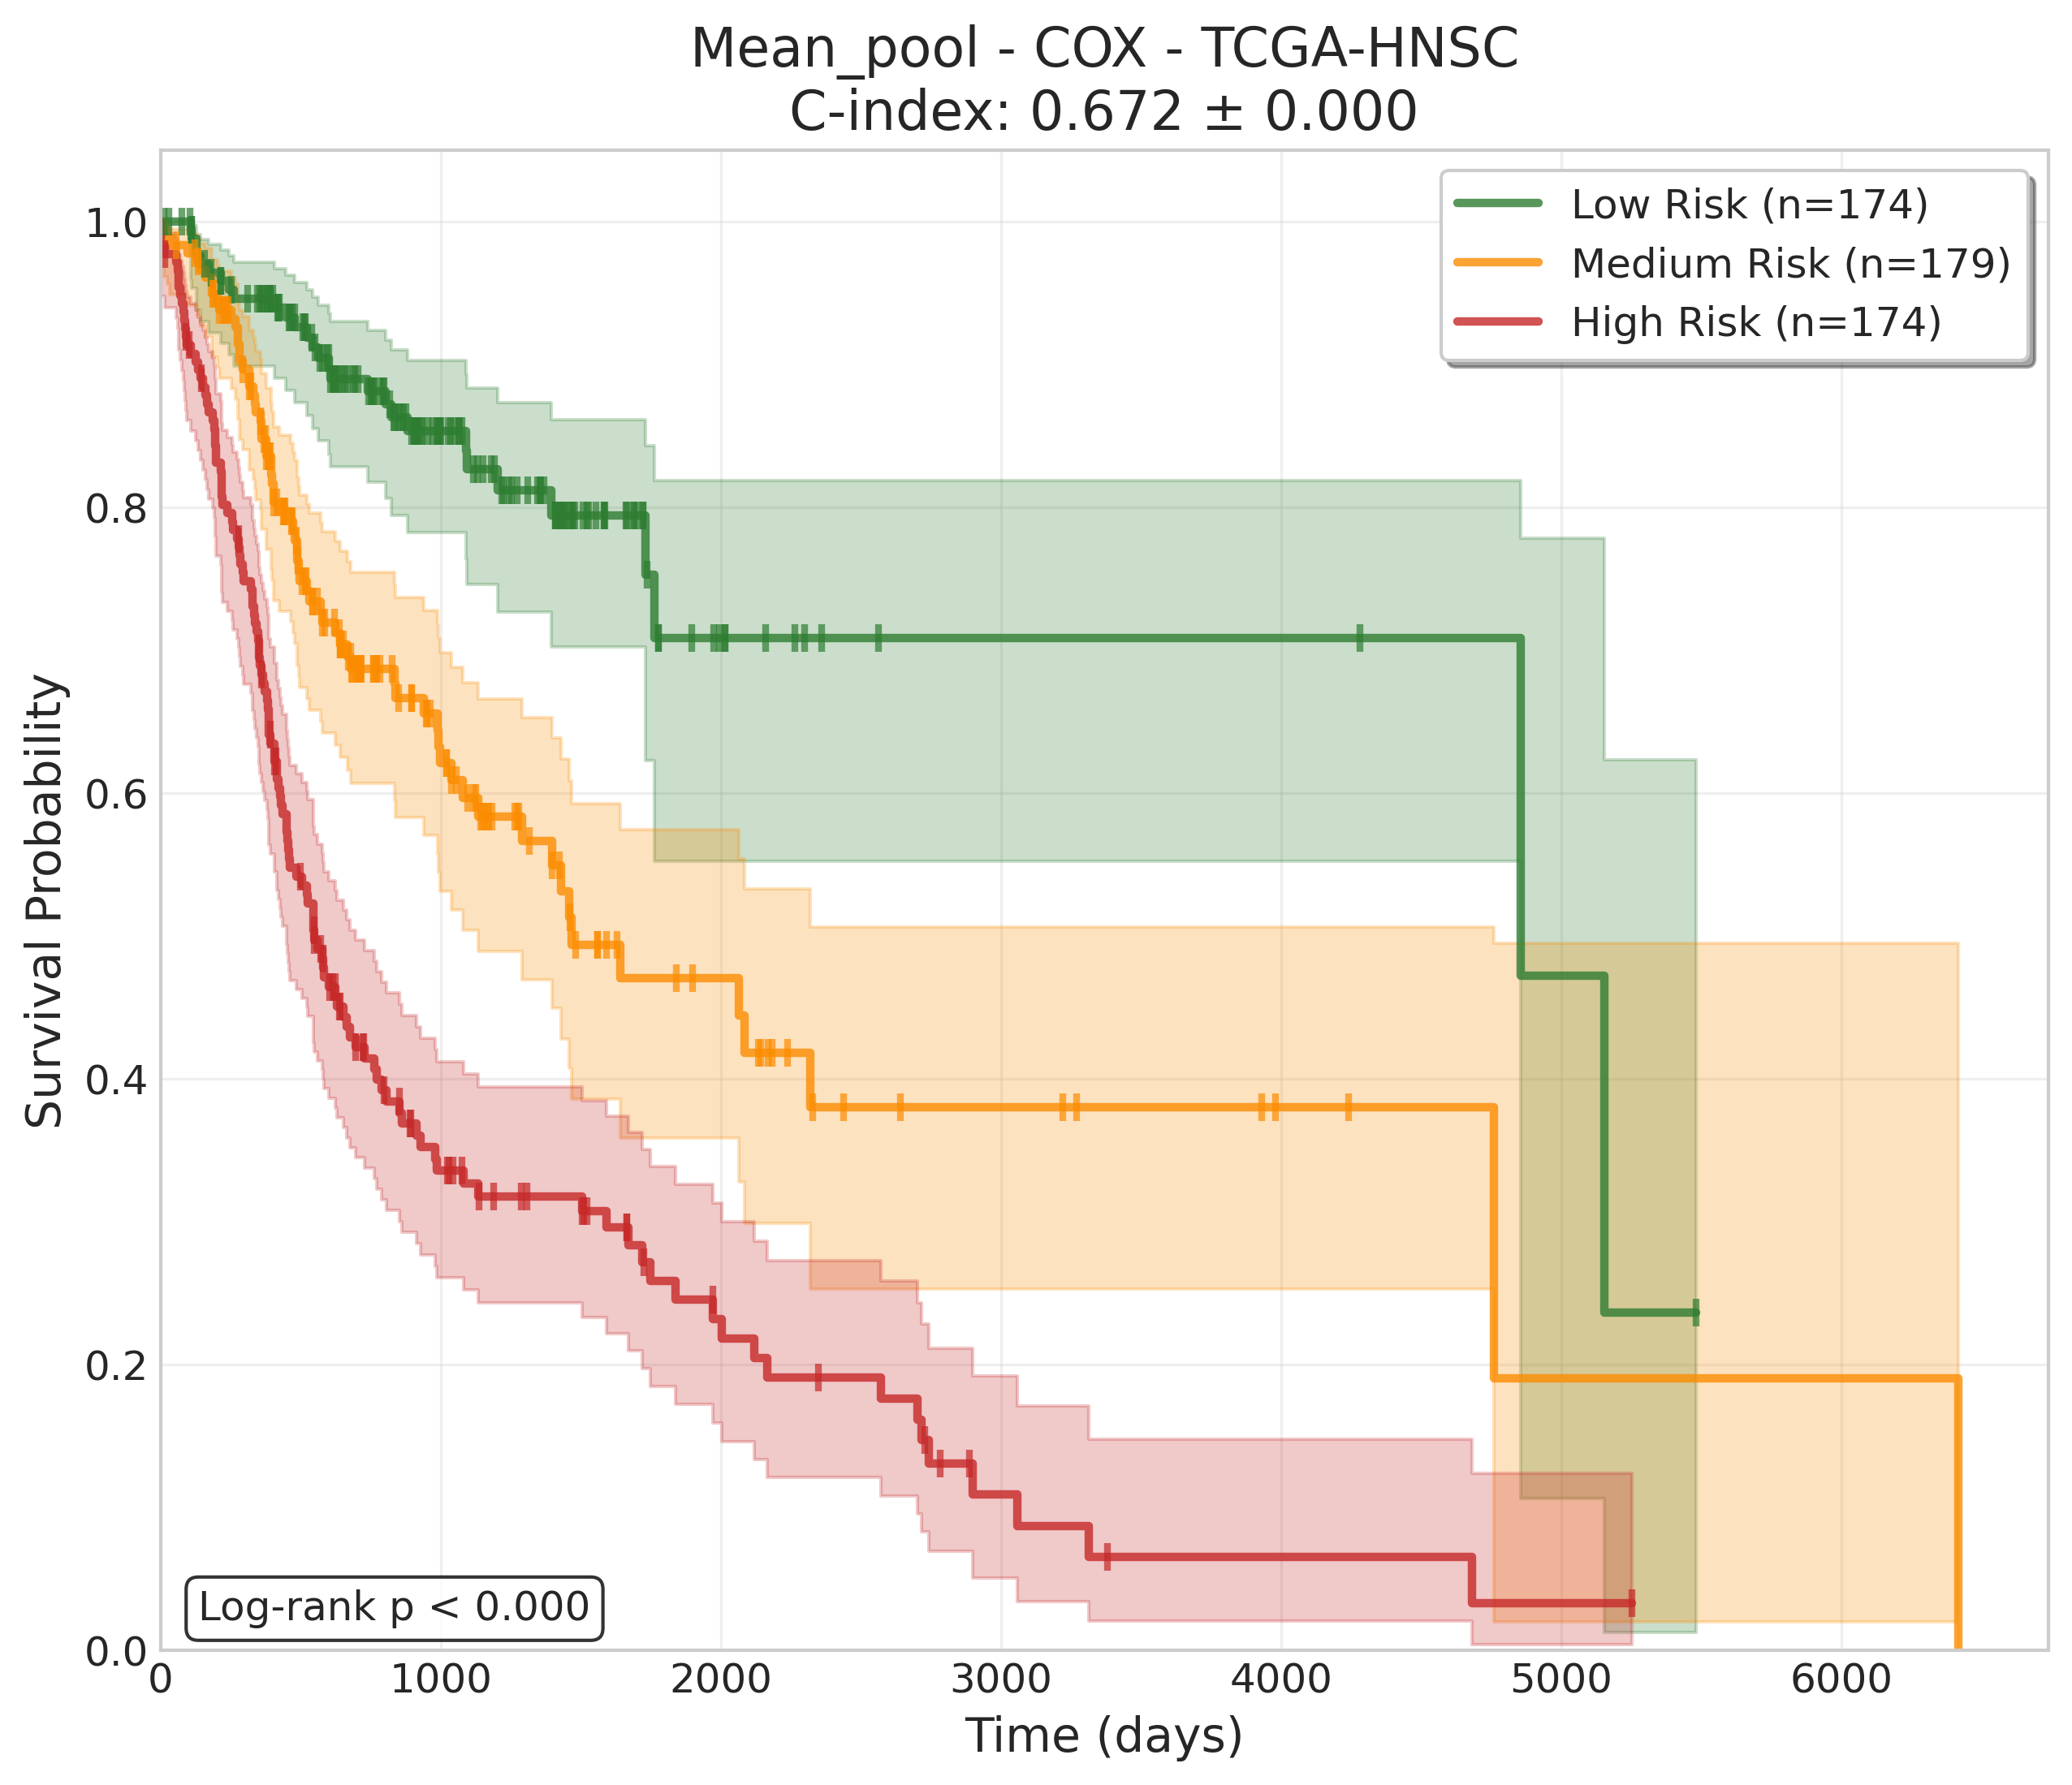 Mean_pool - COX - TCGA-HNSC
C-index: 0.672 ± 0.000
Low Risk (n=174)
Medium Risk (n=179)
High Risk (n=174)
Survival Probability
1.0
0.8
0.6
0.4
0.2
0.0
Log-rank p < 0.000
0 1000 2000 3000 4000 5000 6000
Time (days)